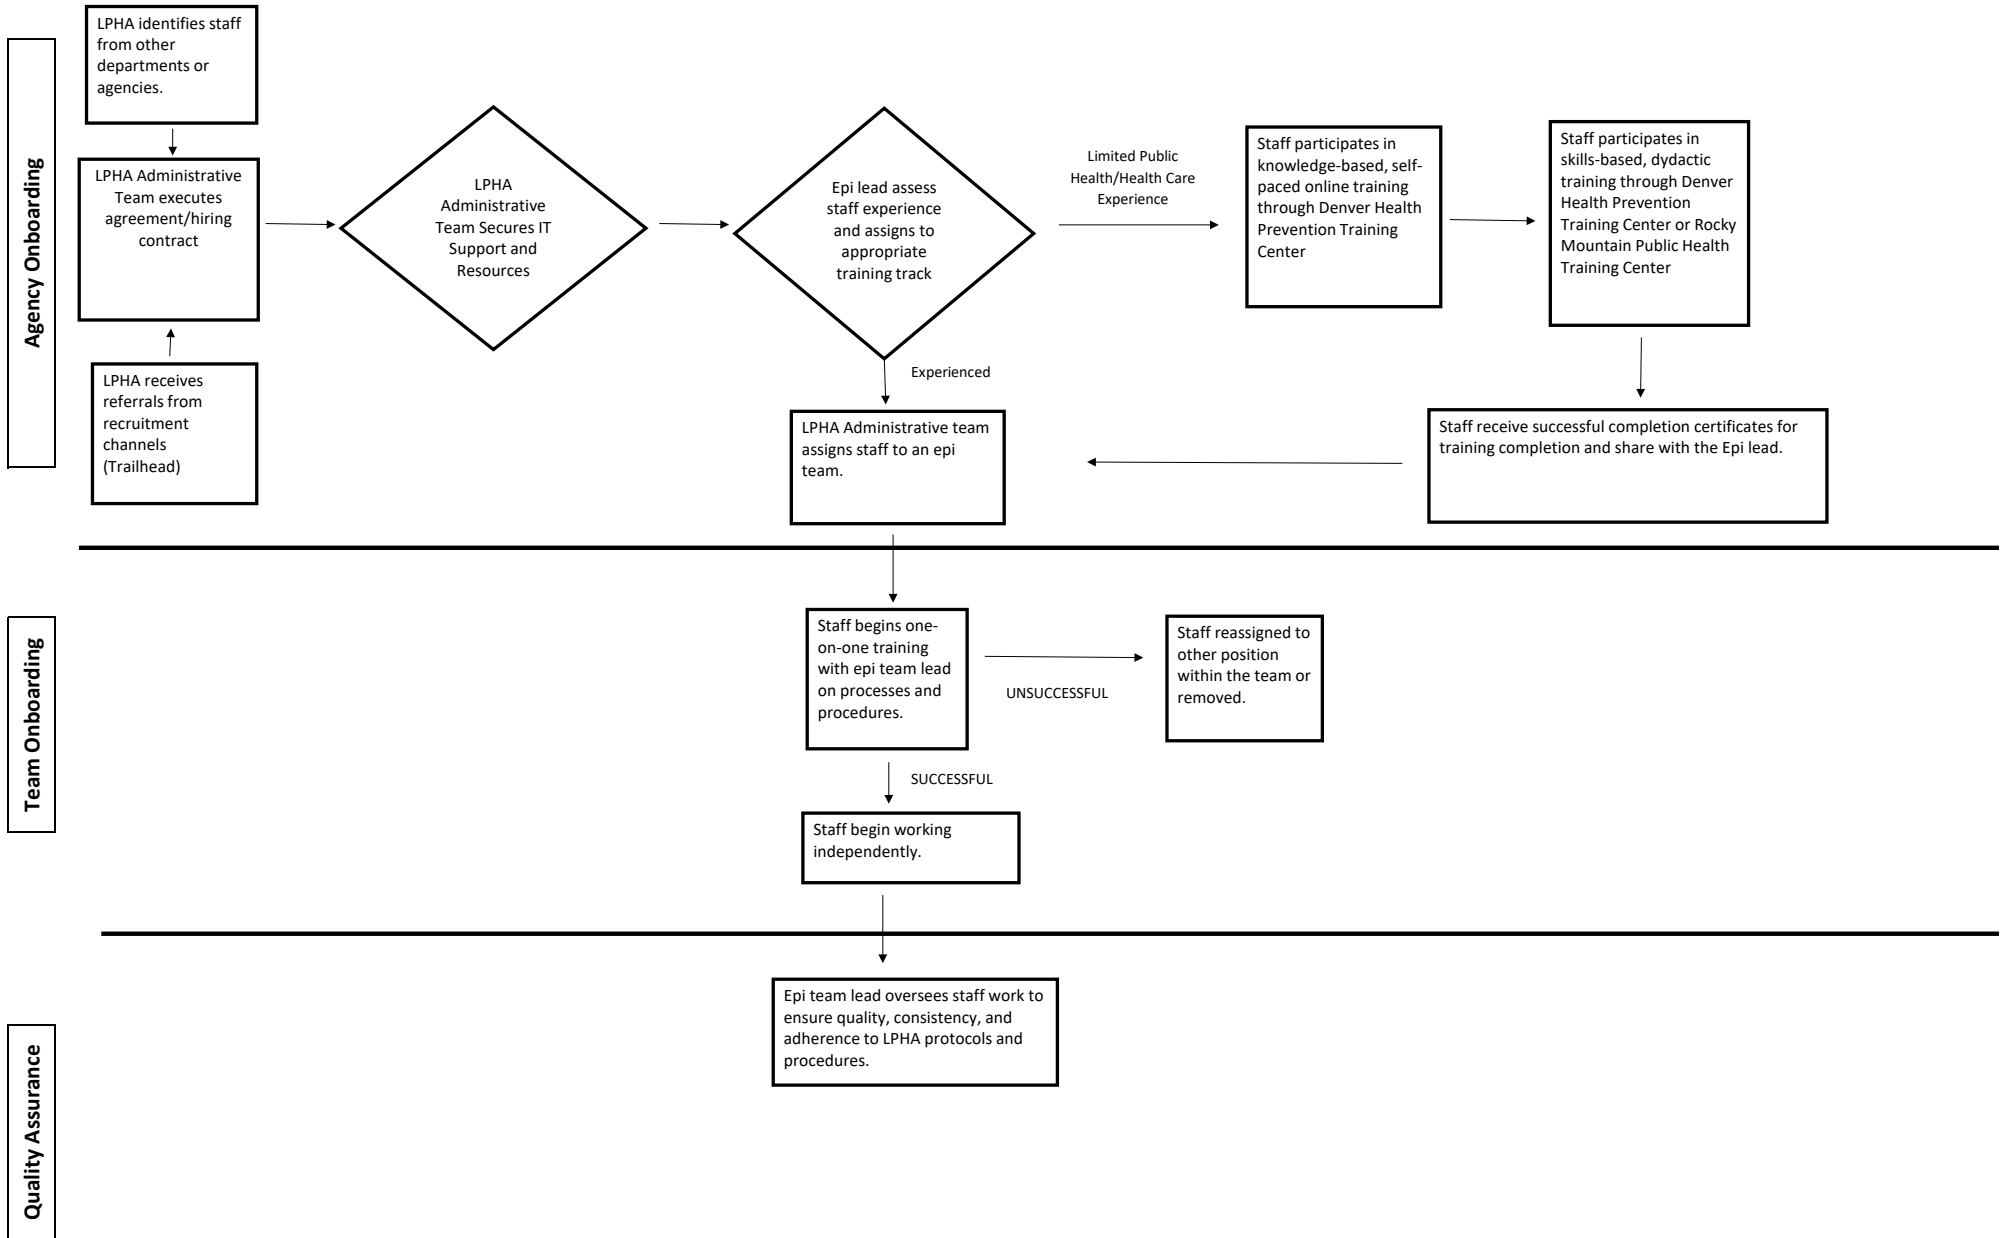 Agency Onboarding
LPHA identifies staff
from other
departments or
agencies.
LPHA Administrative
Team executes
agreement/hiring
contract
LPHA receives
referrals from
recruitment
channels
(Trailhead)
LPHA
Administrative
Team Secures IT
Support and
Resources
Epi lead assess
staff experience
and assigns to
appropriate
training track
Limited Public
Health/Health Care
Experience
Staff participates in
knowledge-based, self-
paced online training
through Denver Health
Prevention Training
Center
Staff participates in
skills-based, dydactic
training through Denver
Health Prevention
Training Center or Rocky
Mountain Public Health
Training Center
Experienced
LPHA Administrative team
assigns staff to an epi
team.
Staff receive successful completion certificates for
training completion and share with the Epi lead.
Team Onboarding
Staff begins one-
on-one training
with epi team lead
on processes and
procedures.
UNSUCCESSFUL
Staff reassigned to
other position
within the team or
removed.
SUCCESSFUL
Staff begin working
independently.
Quality Assurance
Epi team lead oversees staff work to
ensure quality, consistency, and
adherence to LPHA protocols and
procedures.